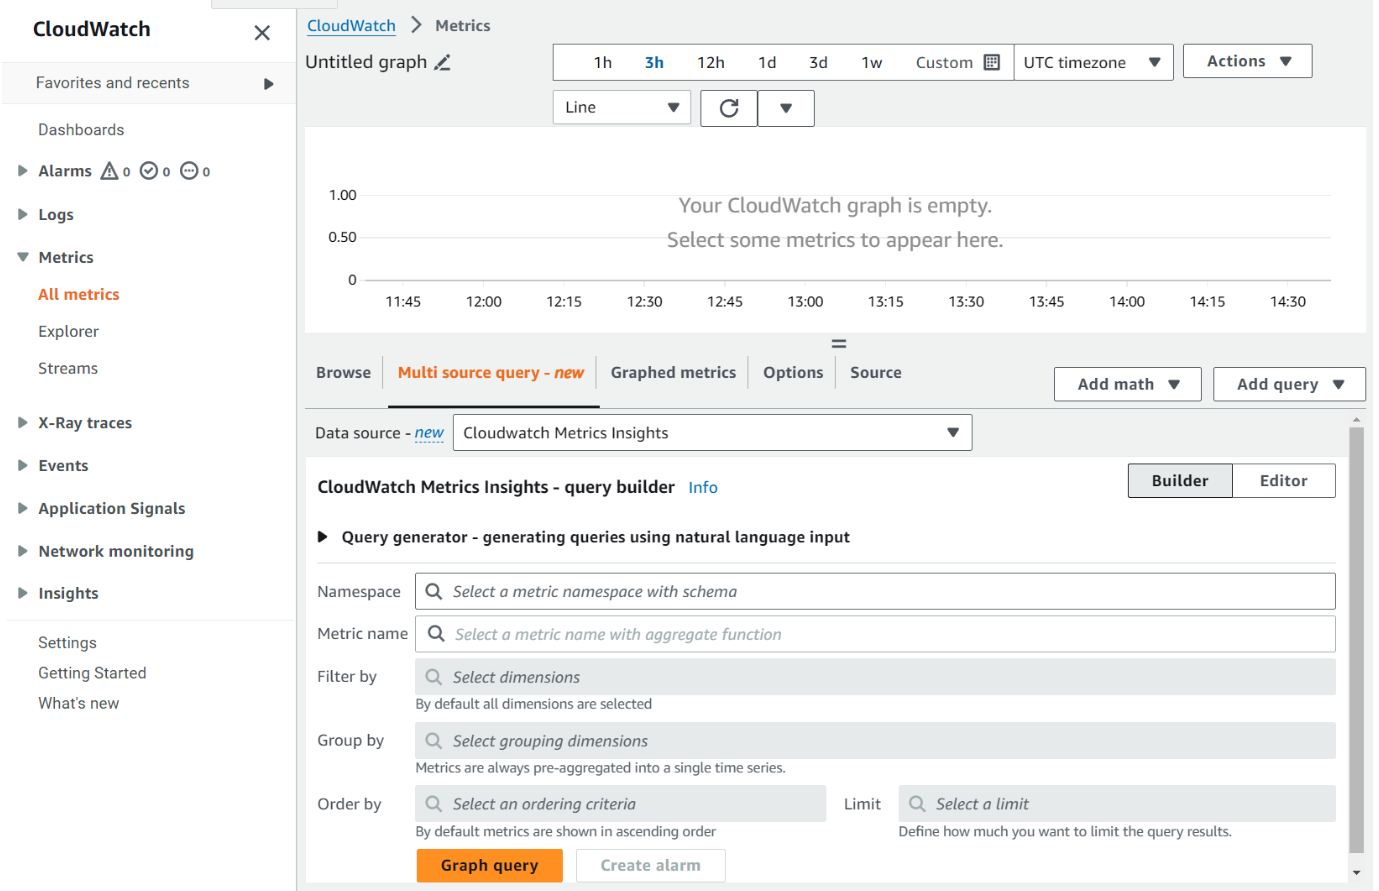 CloudWatch
Favorites and recents
Dashboards
Alarms 0 0 0
Logs
Metrics
All metrics
Explorer
Streams
X-Ray traces
Events
Application Signals
Network monitoring
Insights
Settings
Getting Started
What's new
CloudWatch Metrics
Untitled graph
1h 3h 12h 1d 3d 1w Custom UTC timezone Actions
Line
1.00
0.50
0
Your CloudWatch graph is empty.
Select some metrics to appear here.
11:45 12:00 12:15 12:30 12:45 13:00 13:15 13:30 13:45 14:00 14:15 14:30
Browse Multi source query - new Graphed metrics Options Source
Add math Add query
Data source - new Cloudwatch Metrics Insights
CloudWatch Metrics Insights - query builder Info Builder Editor
Query generator - generating queries using natural language input
Namespace Select a metric namespace with schema
Metric name Select a metric name with aggregate function
Filter by Select dimensions
By default all dimensions are selected
Group by Select grouping dimensions
Metrics are always pre-aggregated into a single time series.
Order by Select an ordering criteria Limit Select a limit
By default metrics are shown in ascending order Define how much you want to limit the query results.
Graph query Create alarm